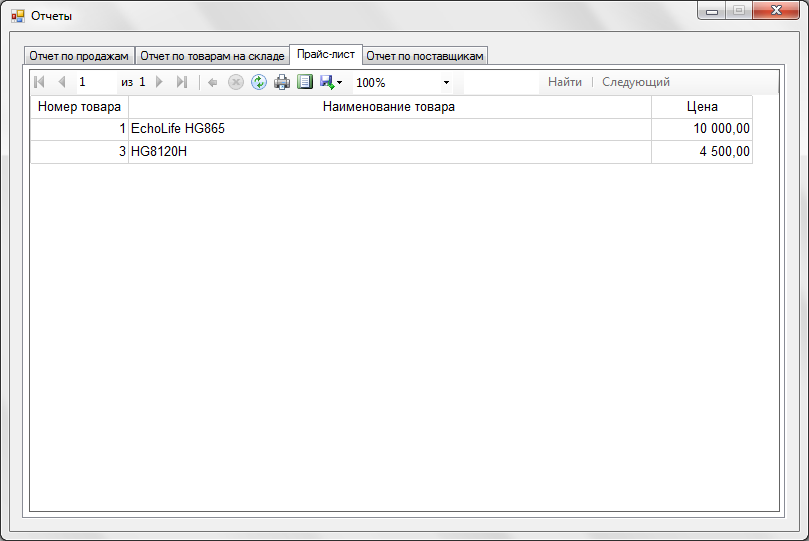 Отчеты
Отчет по продажам Отчет по товарам на складе Прайс-лист Отчет по поставщикам
1 из 1 100% Найти Следующий
Номер товара Наименование товара Цена
1 EchoLife HG865 10 000,00
3 HG8120H 4 500,00